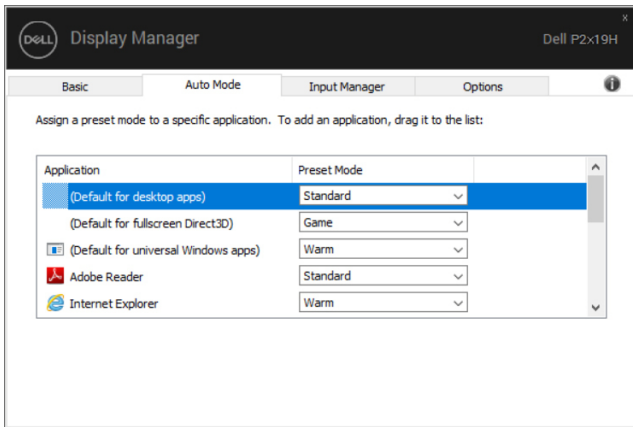 DELL
Display Manager
x
Dell P2x19H
Basic Auto Mode Input Manager Options i
Assign a preset mode to a specific application. To add an application, drag it to the list:
Application Preset Mode
(Default for desktop apps) Standard
(Default for fullscreen Direct3D) Game
(Default for universal Windows apps) Warm
Adobe Reader Standard
Internet Explorer Warm